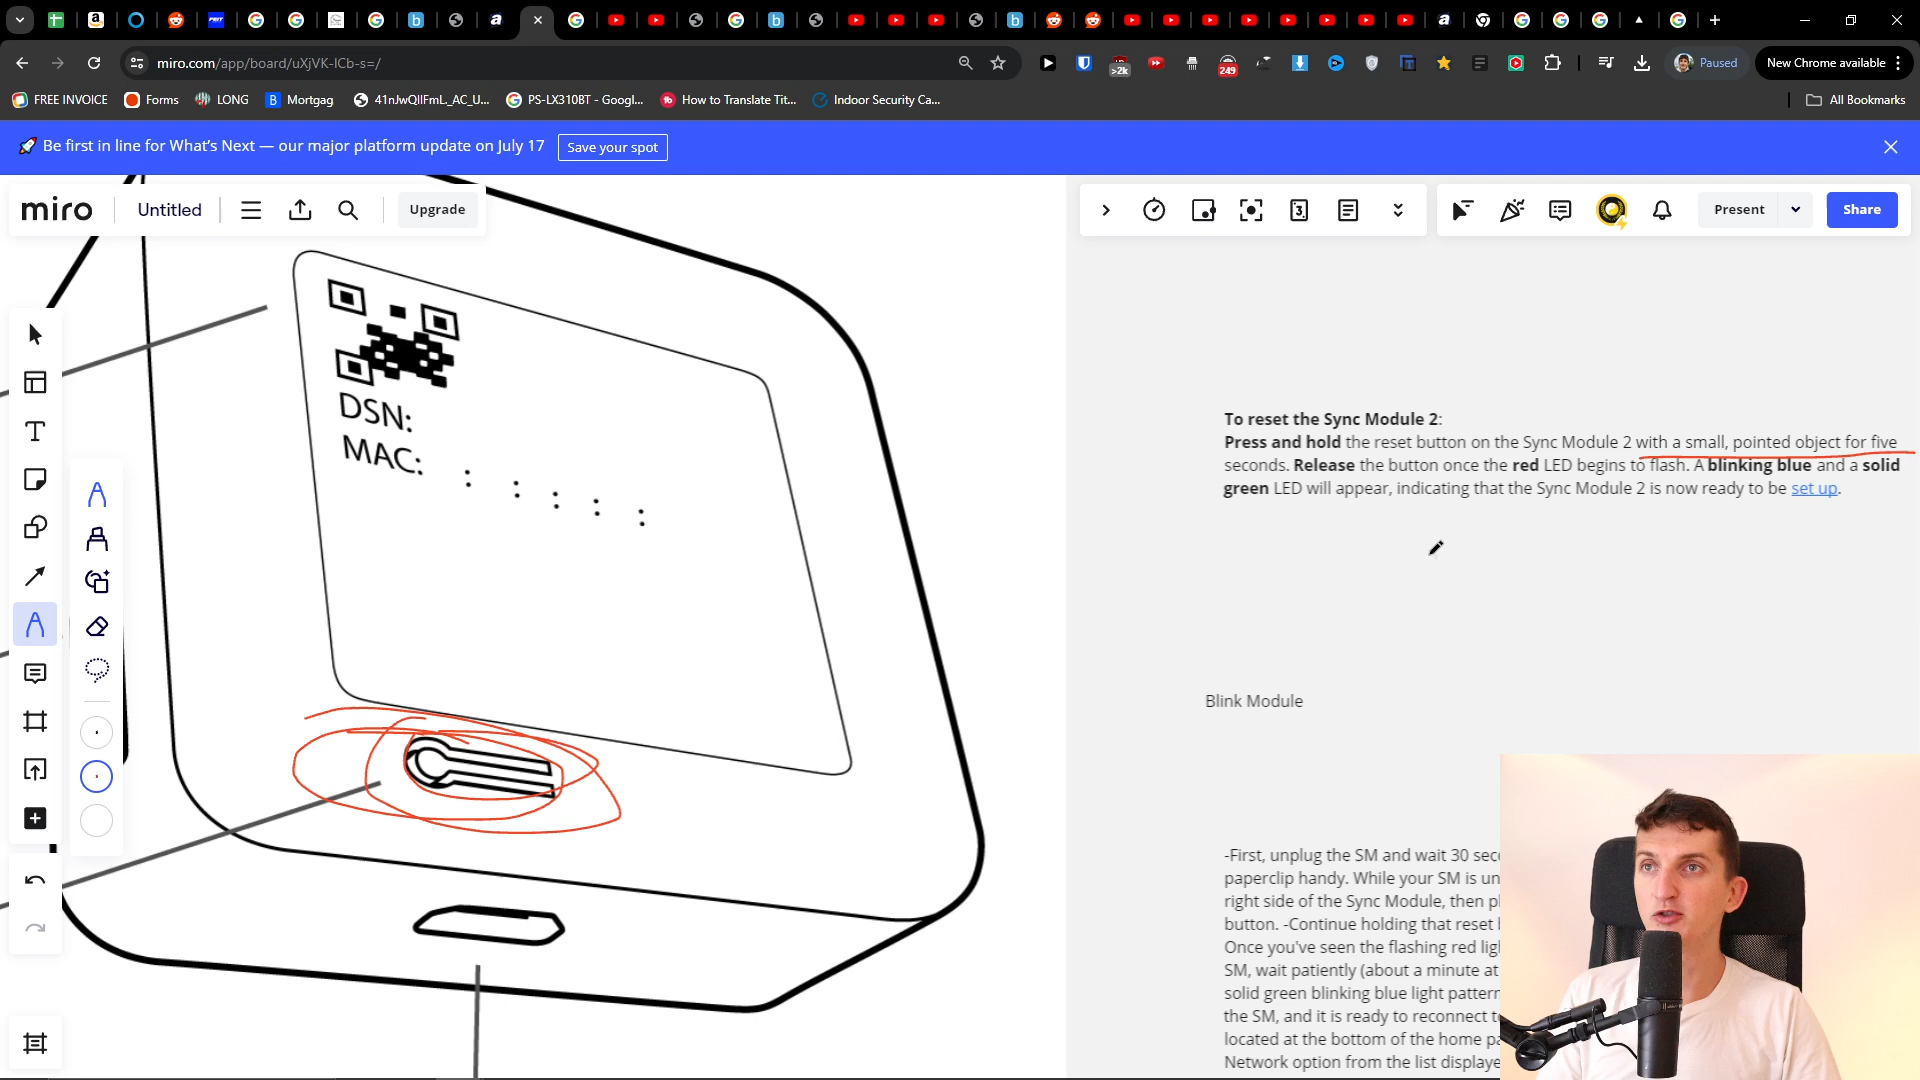 miro.com/app/board/uXjVK-ICb-s=/
>2k
249
Paused
New Chrome available
FREE INVOICE
Forms
LONG
Mortgag
41nJwQIIFmL._AC_U...
PS-LX310BT - Googl...
How to Translate Tit...
Indoor Security Ca...
All Bookmarks
🚀 Be first in line for What's Next — our major platform update on July 17
Save your spot
miro
Untitled
Upgrade
Present
Share
DSN:
MAC: : : : : :
To reset the Sync Module 2:
Press and hold the reset button on the Sync Module 2 with a small, pointed object for five
seconds. Release the button once the red LED begins to flash. A blinking blue and a solid
green LED will appear, indicating that the Sync Module 2 is now ready to be set up.
Blink Module
-First, unplug the SM and wait 30 sec
paperclip handy. While your SM is un
right side of the Sync Module, then pl
button. -Continue holding that reset
Once you've seen the flashing red lig
SM, wait patiently (about a minute at
solid green blinking blue light pattern
the SM, and it is ready to reconnect t
located at the bottom of the home pa
Network option from the list displaye